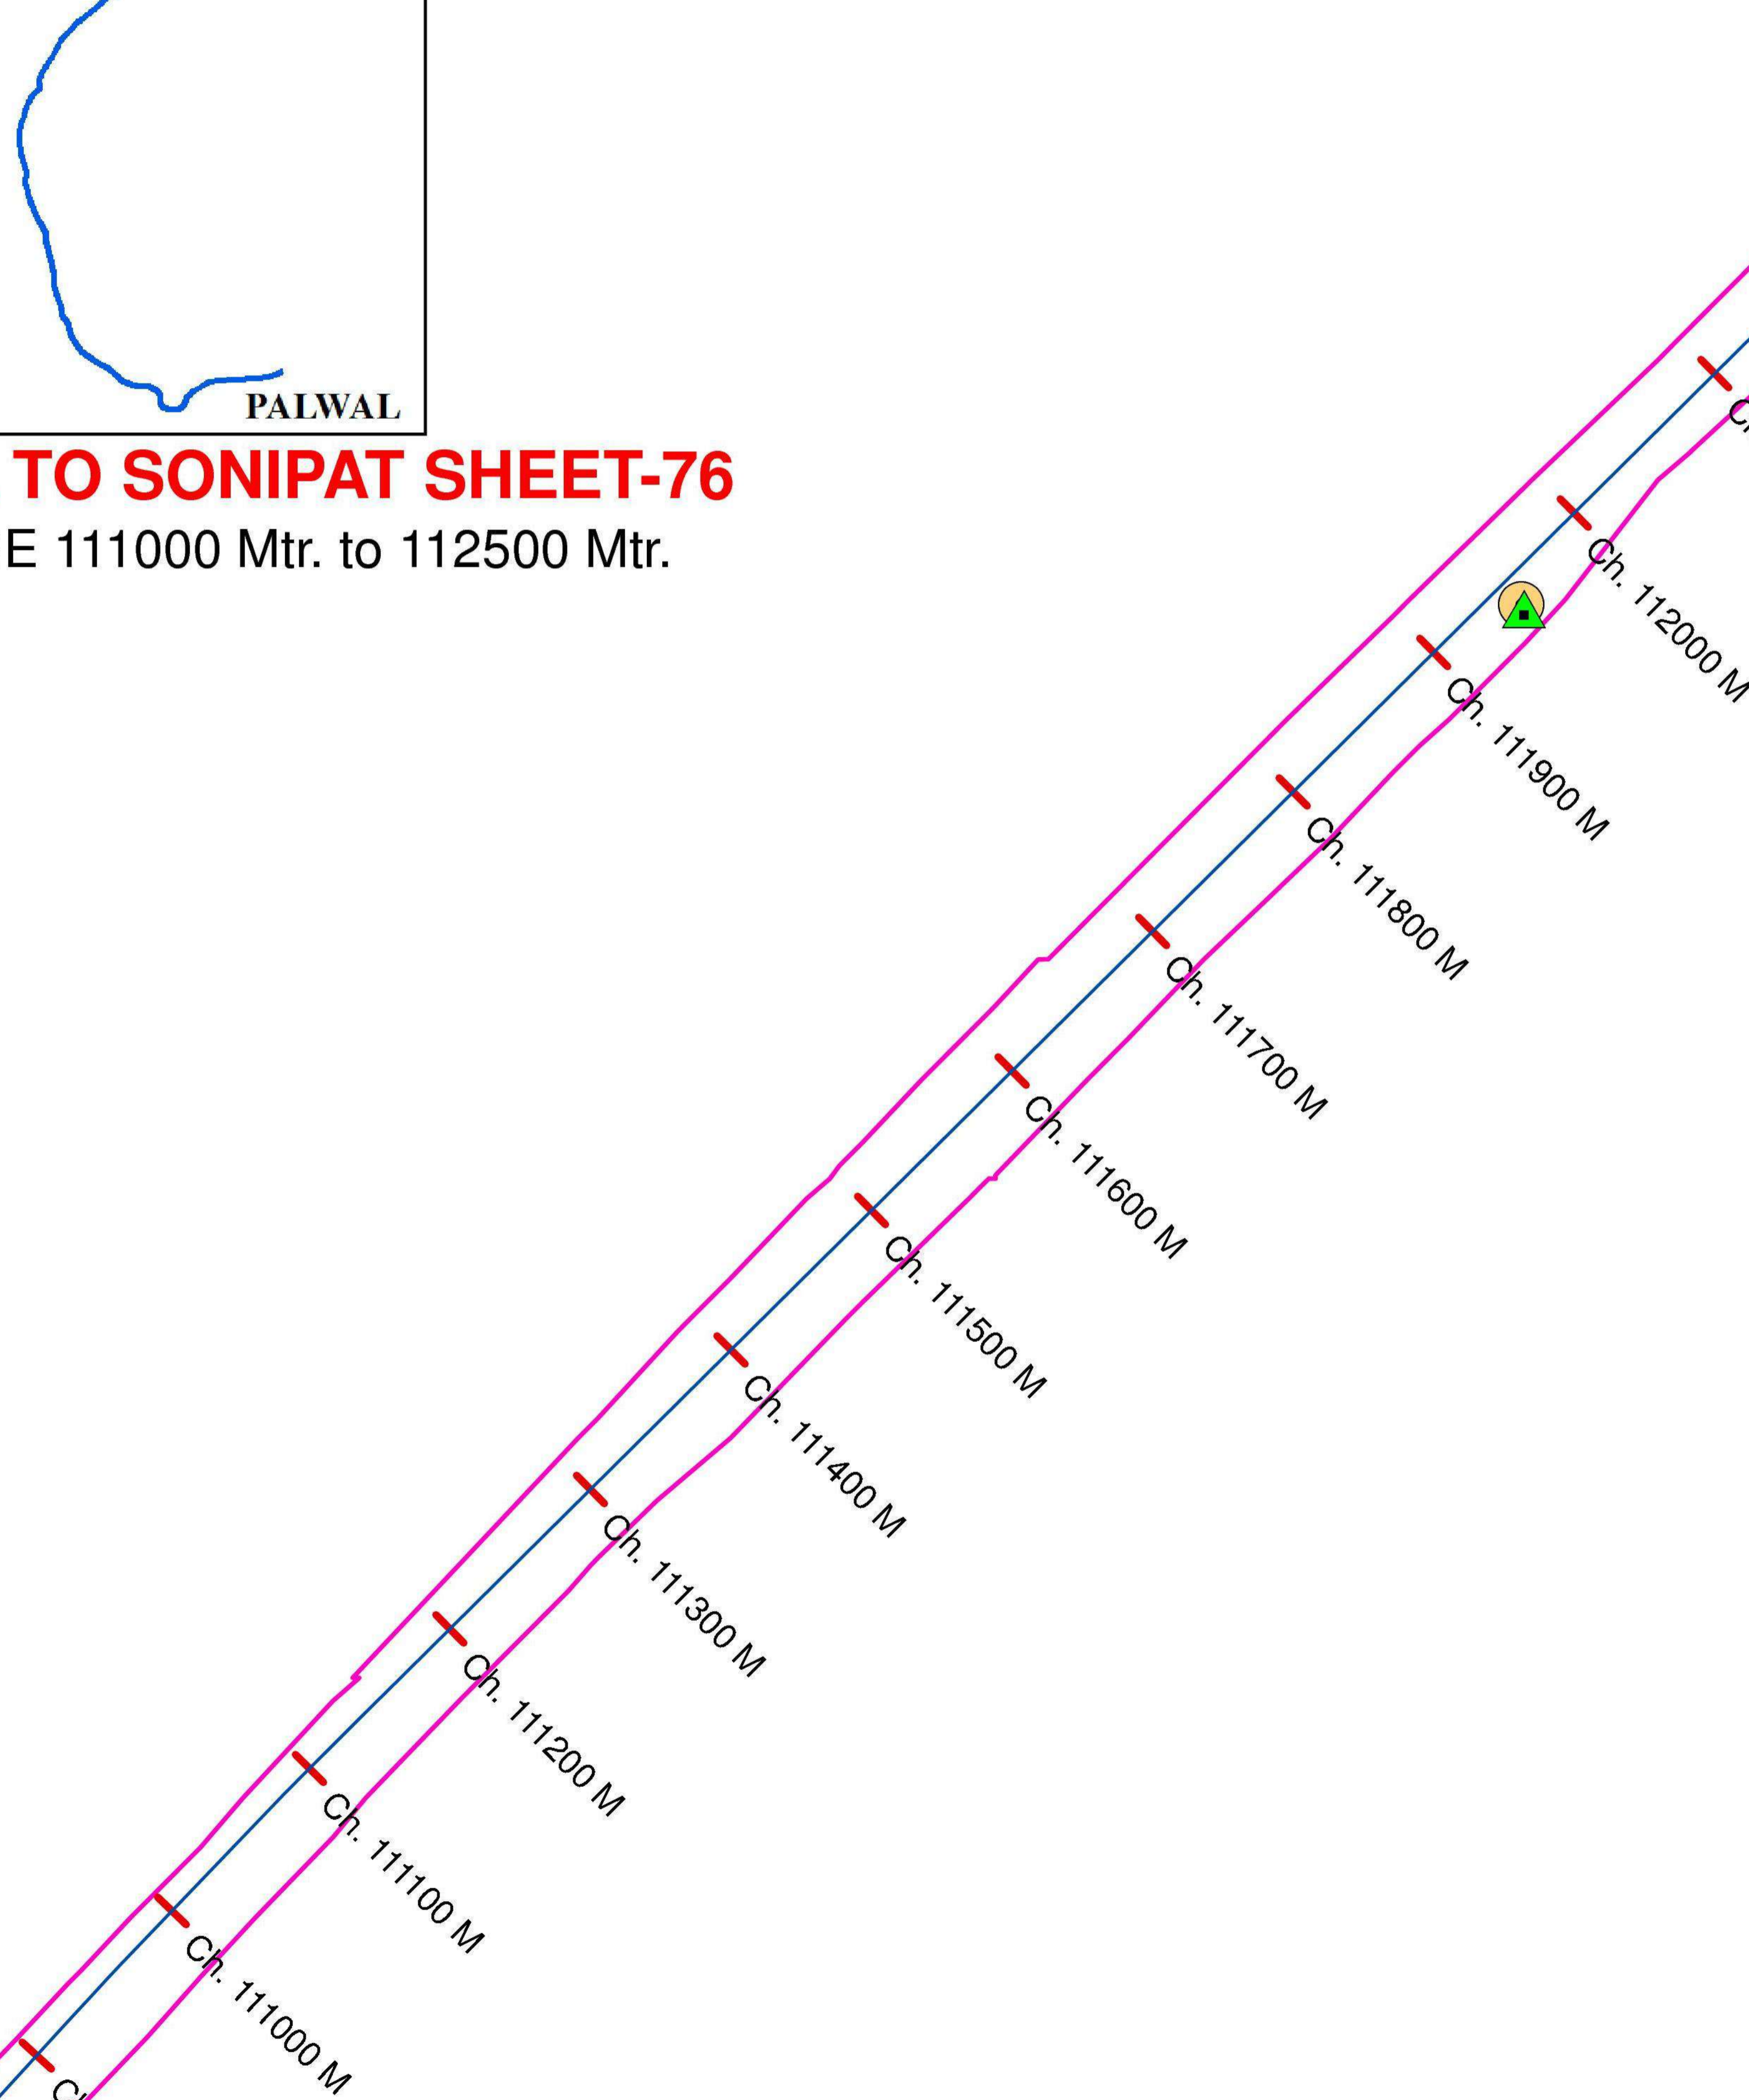 PALWAL
TO SONIPAT SHEET-76
E 111000 Mtr. to 112500 Mtr.
Ch. 112000 M
Ch. 111900 M
Ch. 111800 M
Ch. 111700 M
Ch. 111600 M
Ch. 111500 M
Ch. 111400 M
Ch. 111300 M
Ch. 111200 M
Ch. 111100 M
Ch. 111000 M